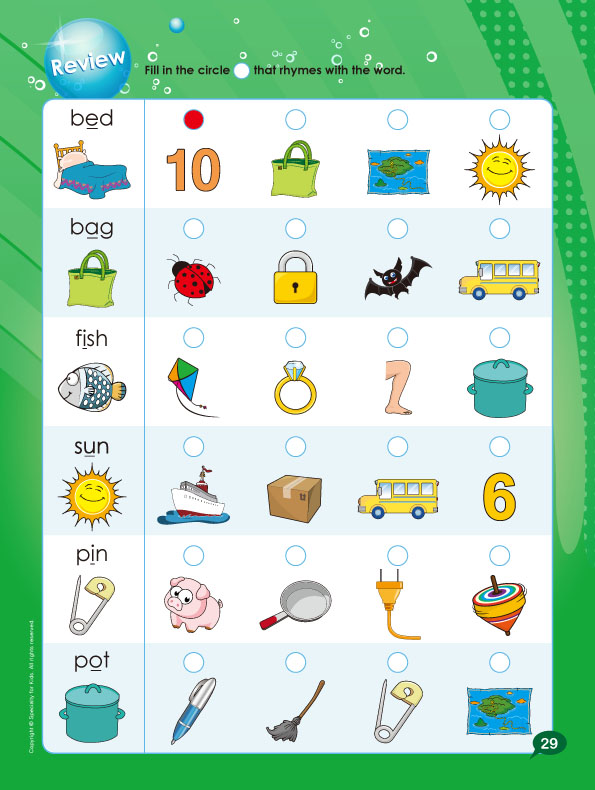 Review
Fill in the circle that rhymes with the word.
bed
10
bag
fish
sun
6
pin
pot
29
Copyright © Speciality for Kids. All rights reserved.